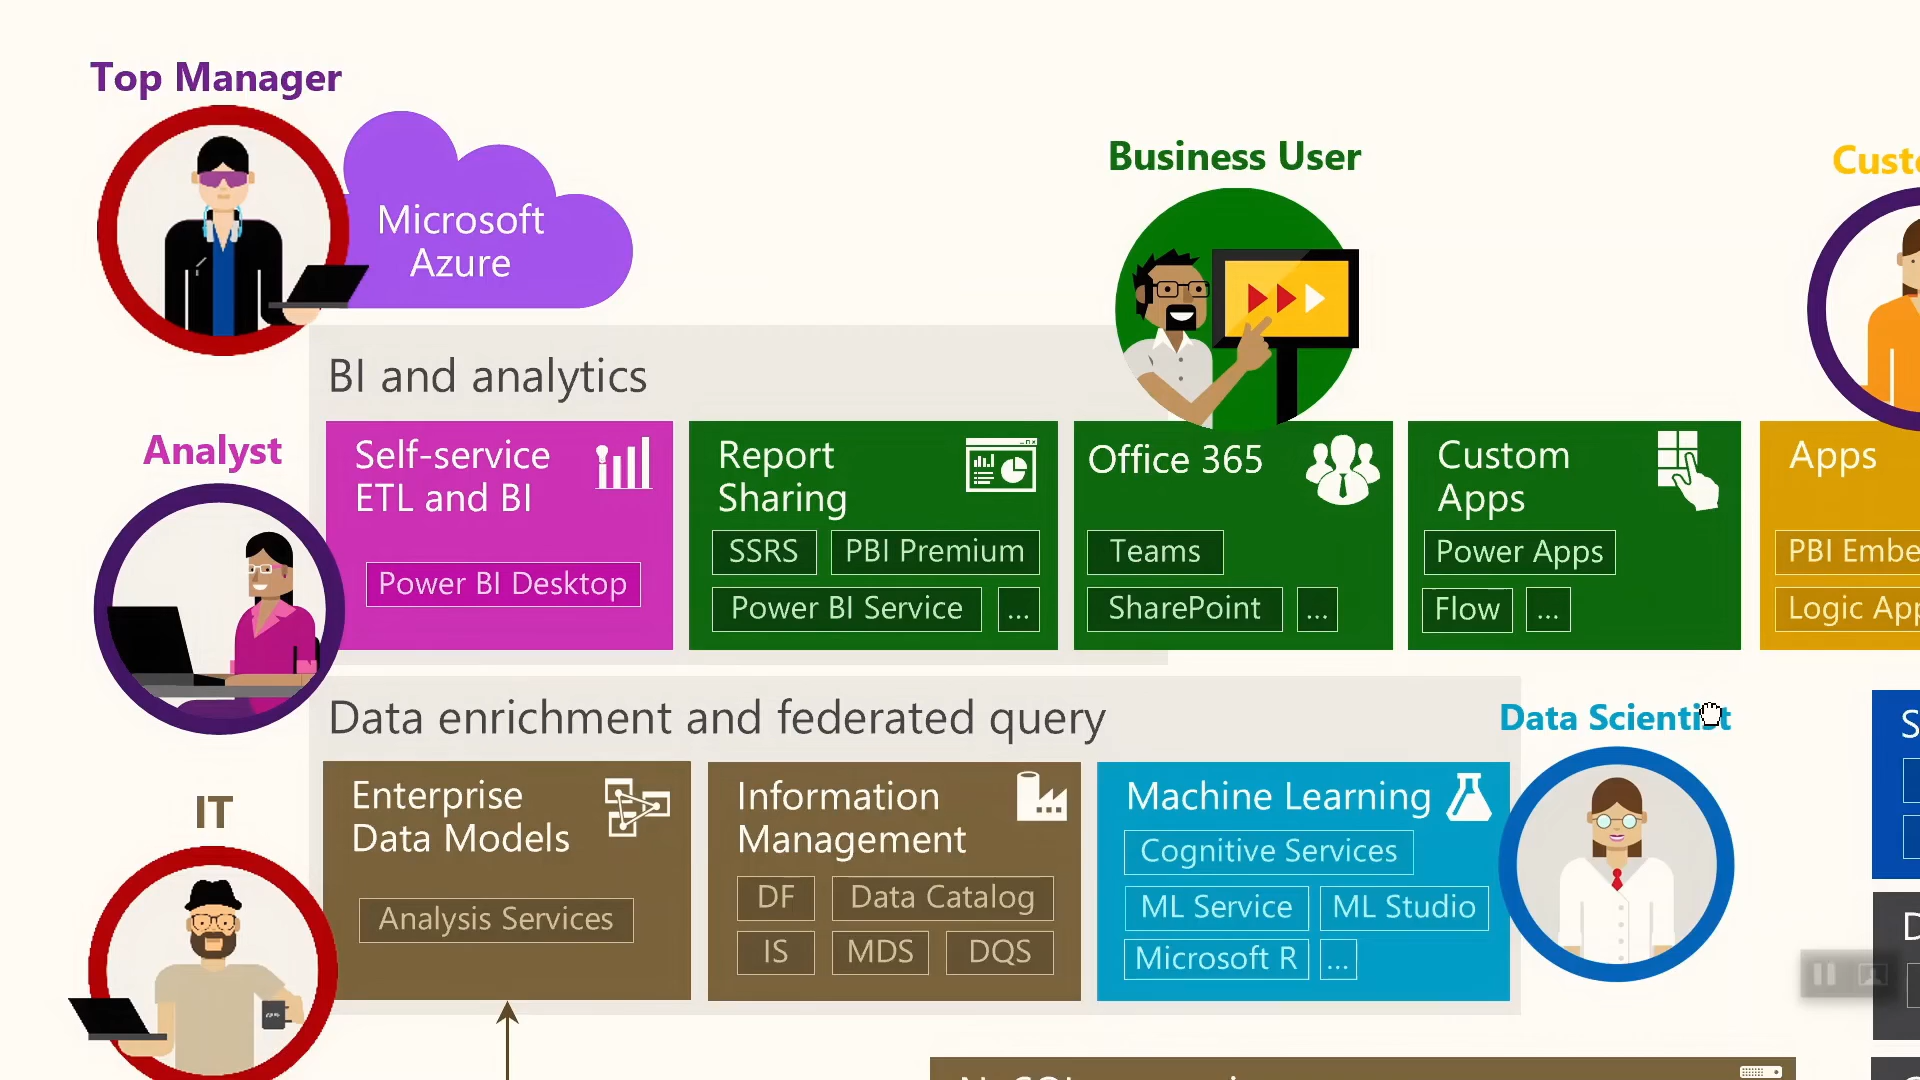 Top Manager
Microsoft
Azure
Business User
BI and analytics
Analyst
Self-service
ETL and BI
Power BI Desktop
Report
Sharing
SSRS
PBI Premium
Power BI Service
...
Office 365
Teams
SharePoint
...
Custom
Apps
Power Apps
Flow
...
Apps
Data enrichment and federated query
Data Scientist
IT
Enterprise
Data Models
Analysis Services
Information
Management
DF
Data Catalog
IS
MDS
DQS
Machine Learning
Cognitive Services
ML Service
ML Studio
Microsoft R
...